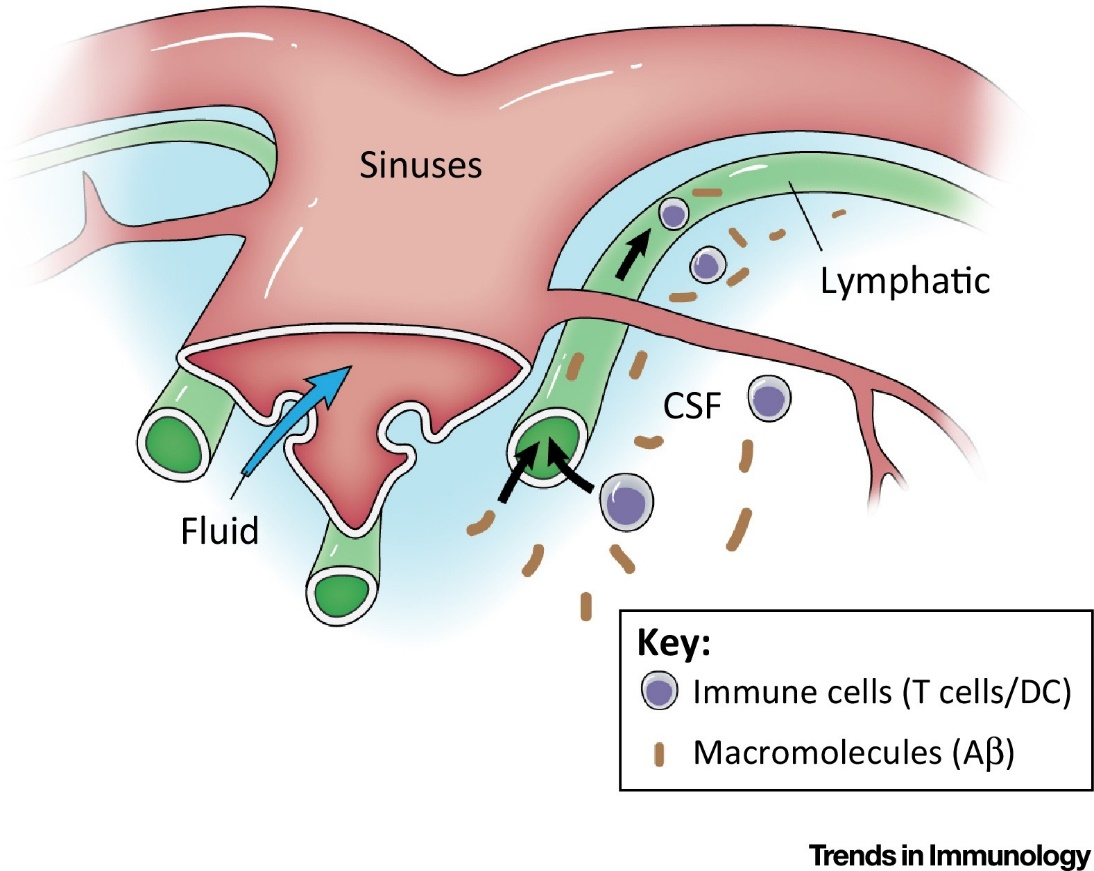 Sinuses
Lymphatic
CSF
Fluid
Key:
Immune cells (T cells/DC)
Macromolecules (Aβ)
Trends in Immunology